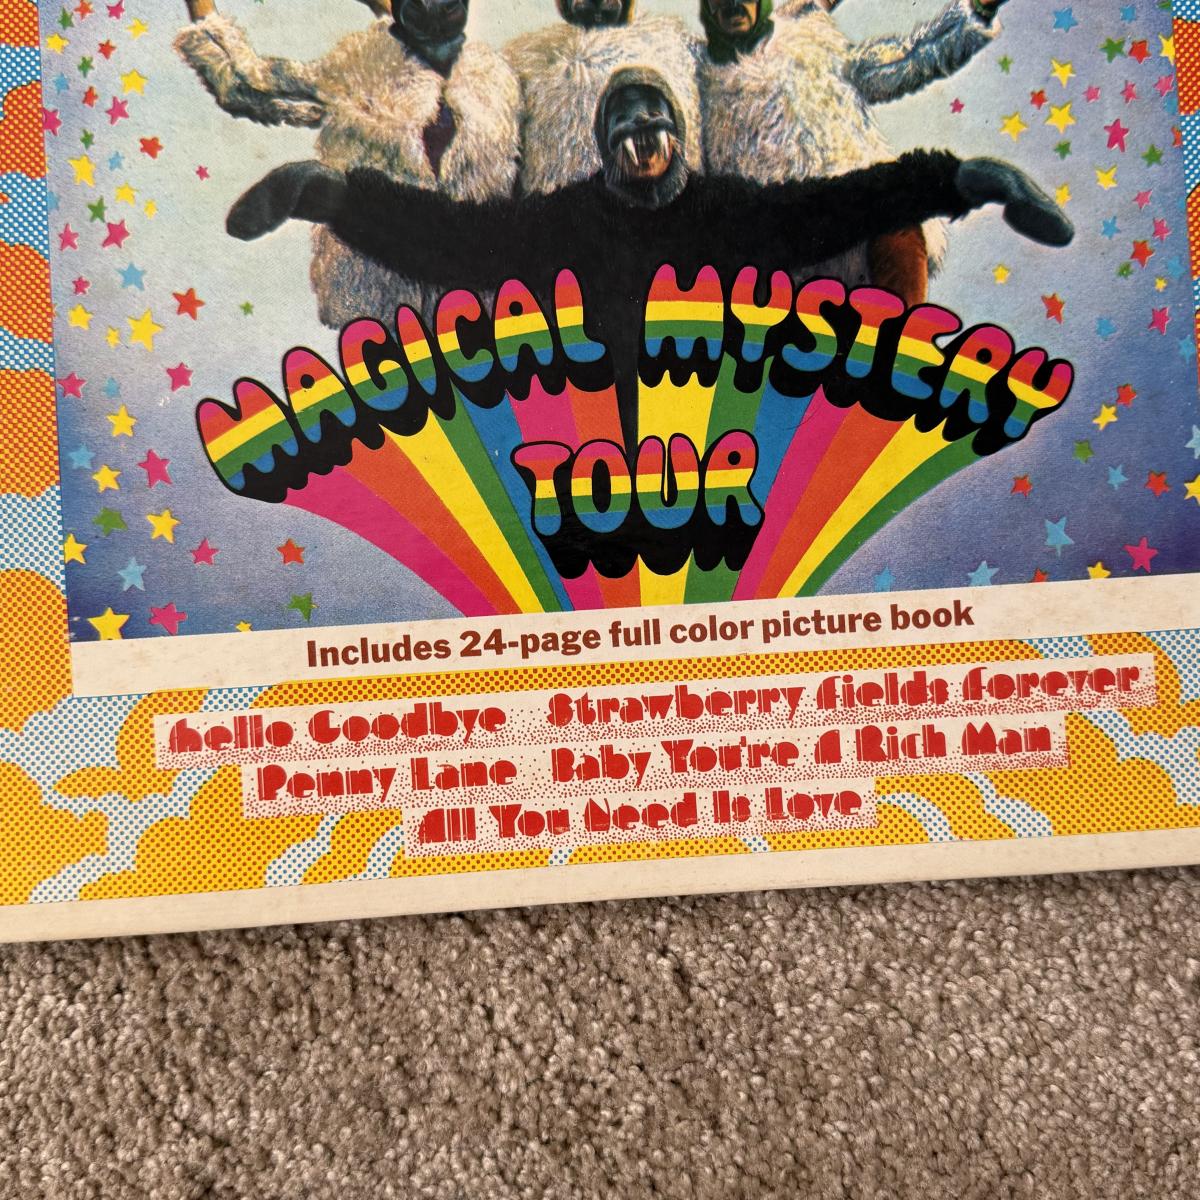 MAGICAL MYSTERY
TOUR
Includes 24-page full color picture book
Hello Goodbye Strawberry Fields Forever
Penny Lane Baby You're A Rich Man
All You Need Is Love